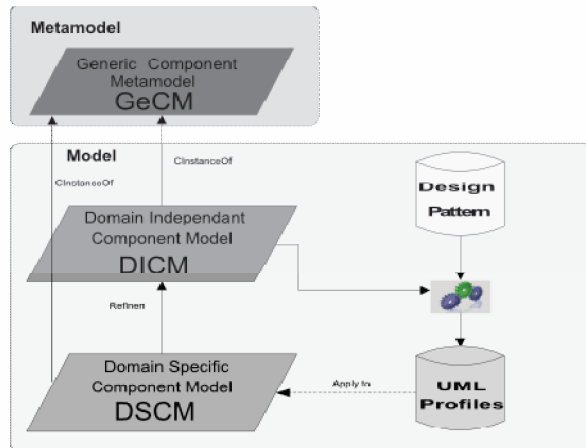 Metamodel
Generic Component
Metamodel
GeCM
Model
CInstanceOf
CInstanceOf
Design
Pattern
Domain Independant
Component Model
DICM
Refines
Domain Specific
Component Model
DSCM
Apply to
UML
Profiles